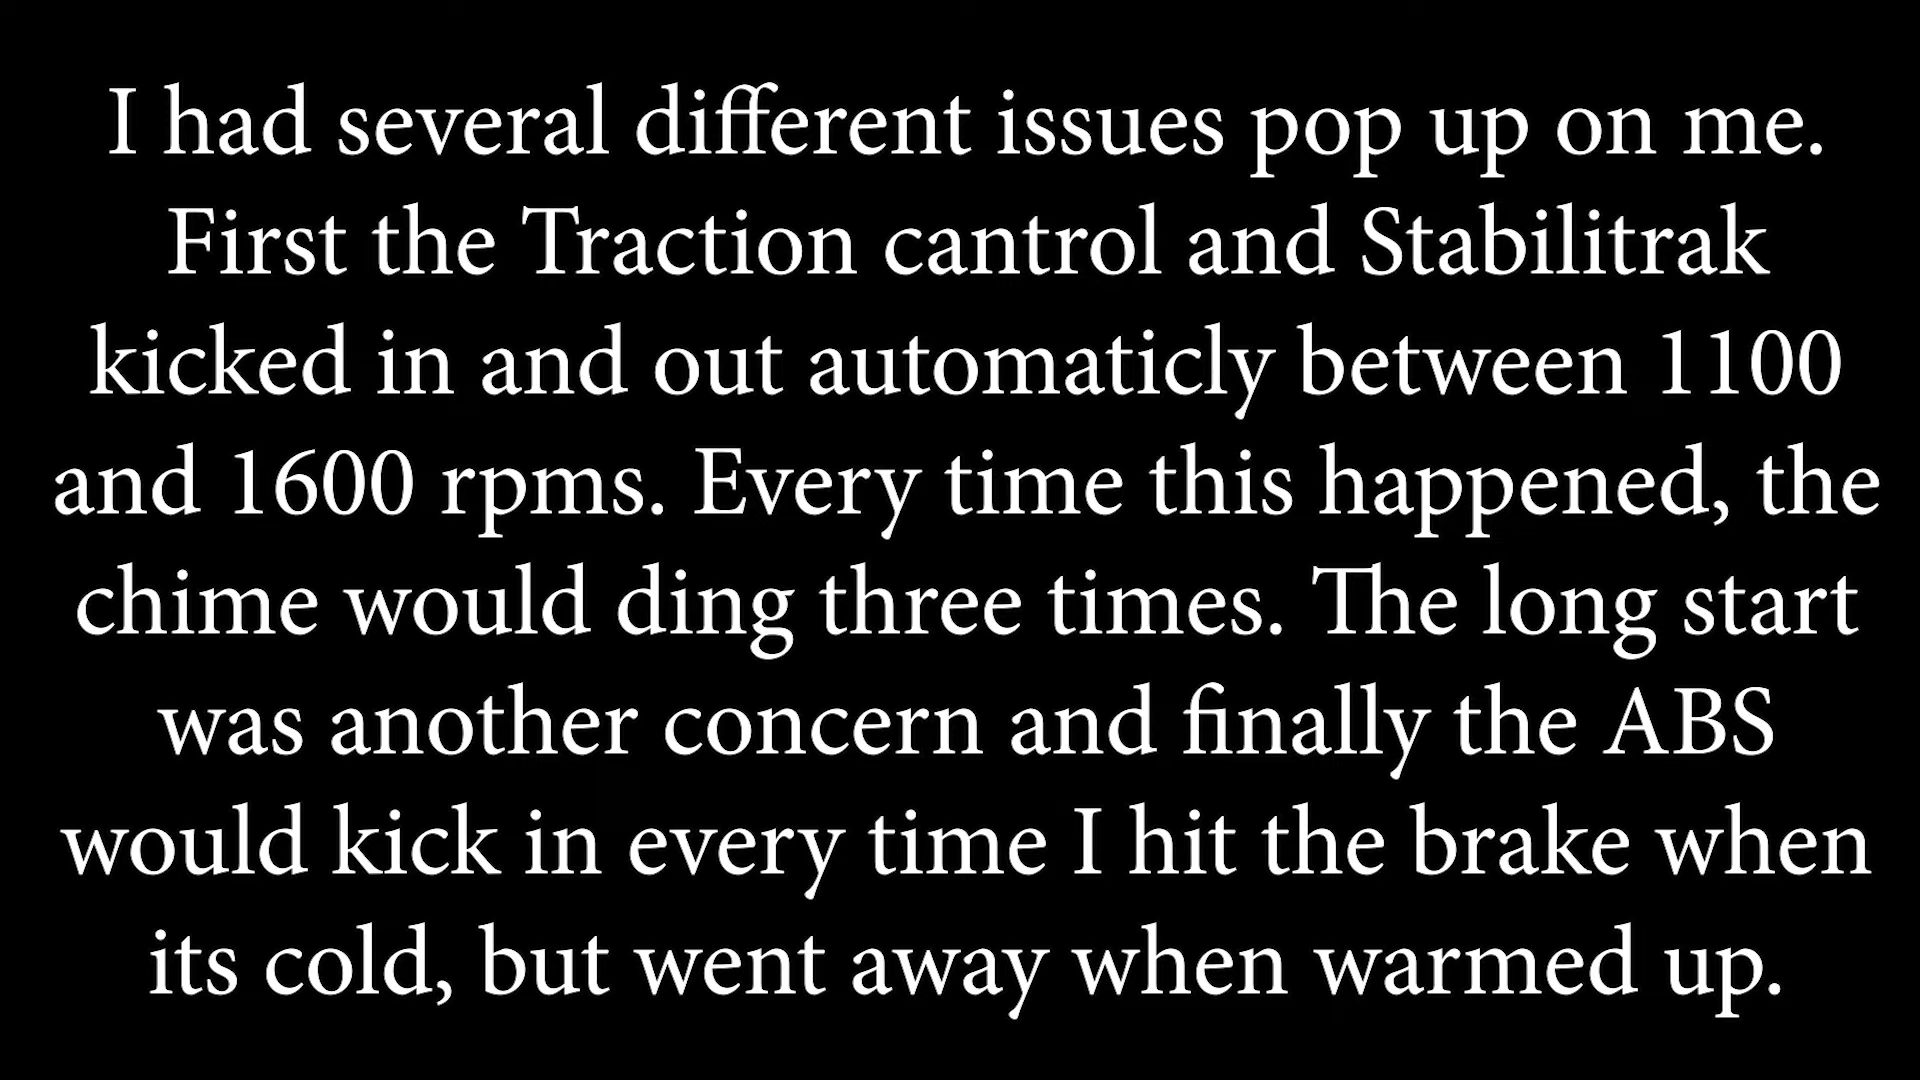 I had several different issues pop up on me.
First the Traction cantrol and Stabilitrak
kicked in and out automaticly between 1100
and 1600 rpms. Every time this happened, the
chime would ding three times. The long start
was another concern and finally the ABS
would kick in every time I hit the brake when
its cold, but went away when warmed up.